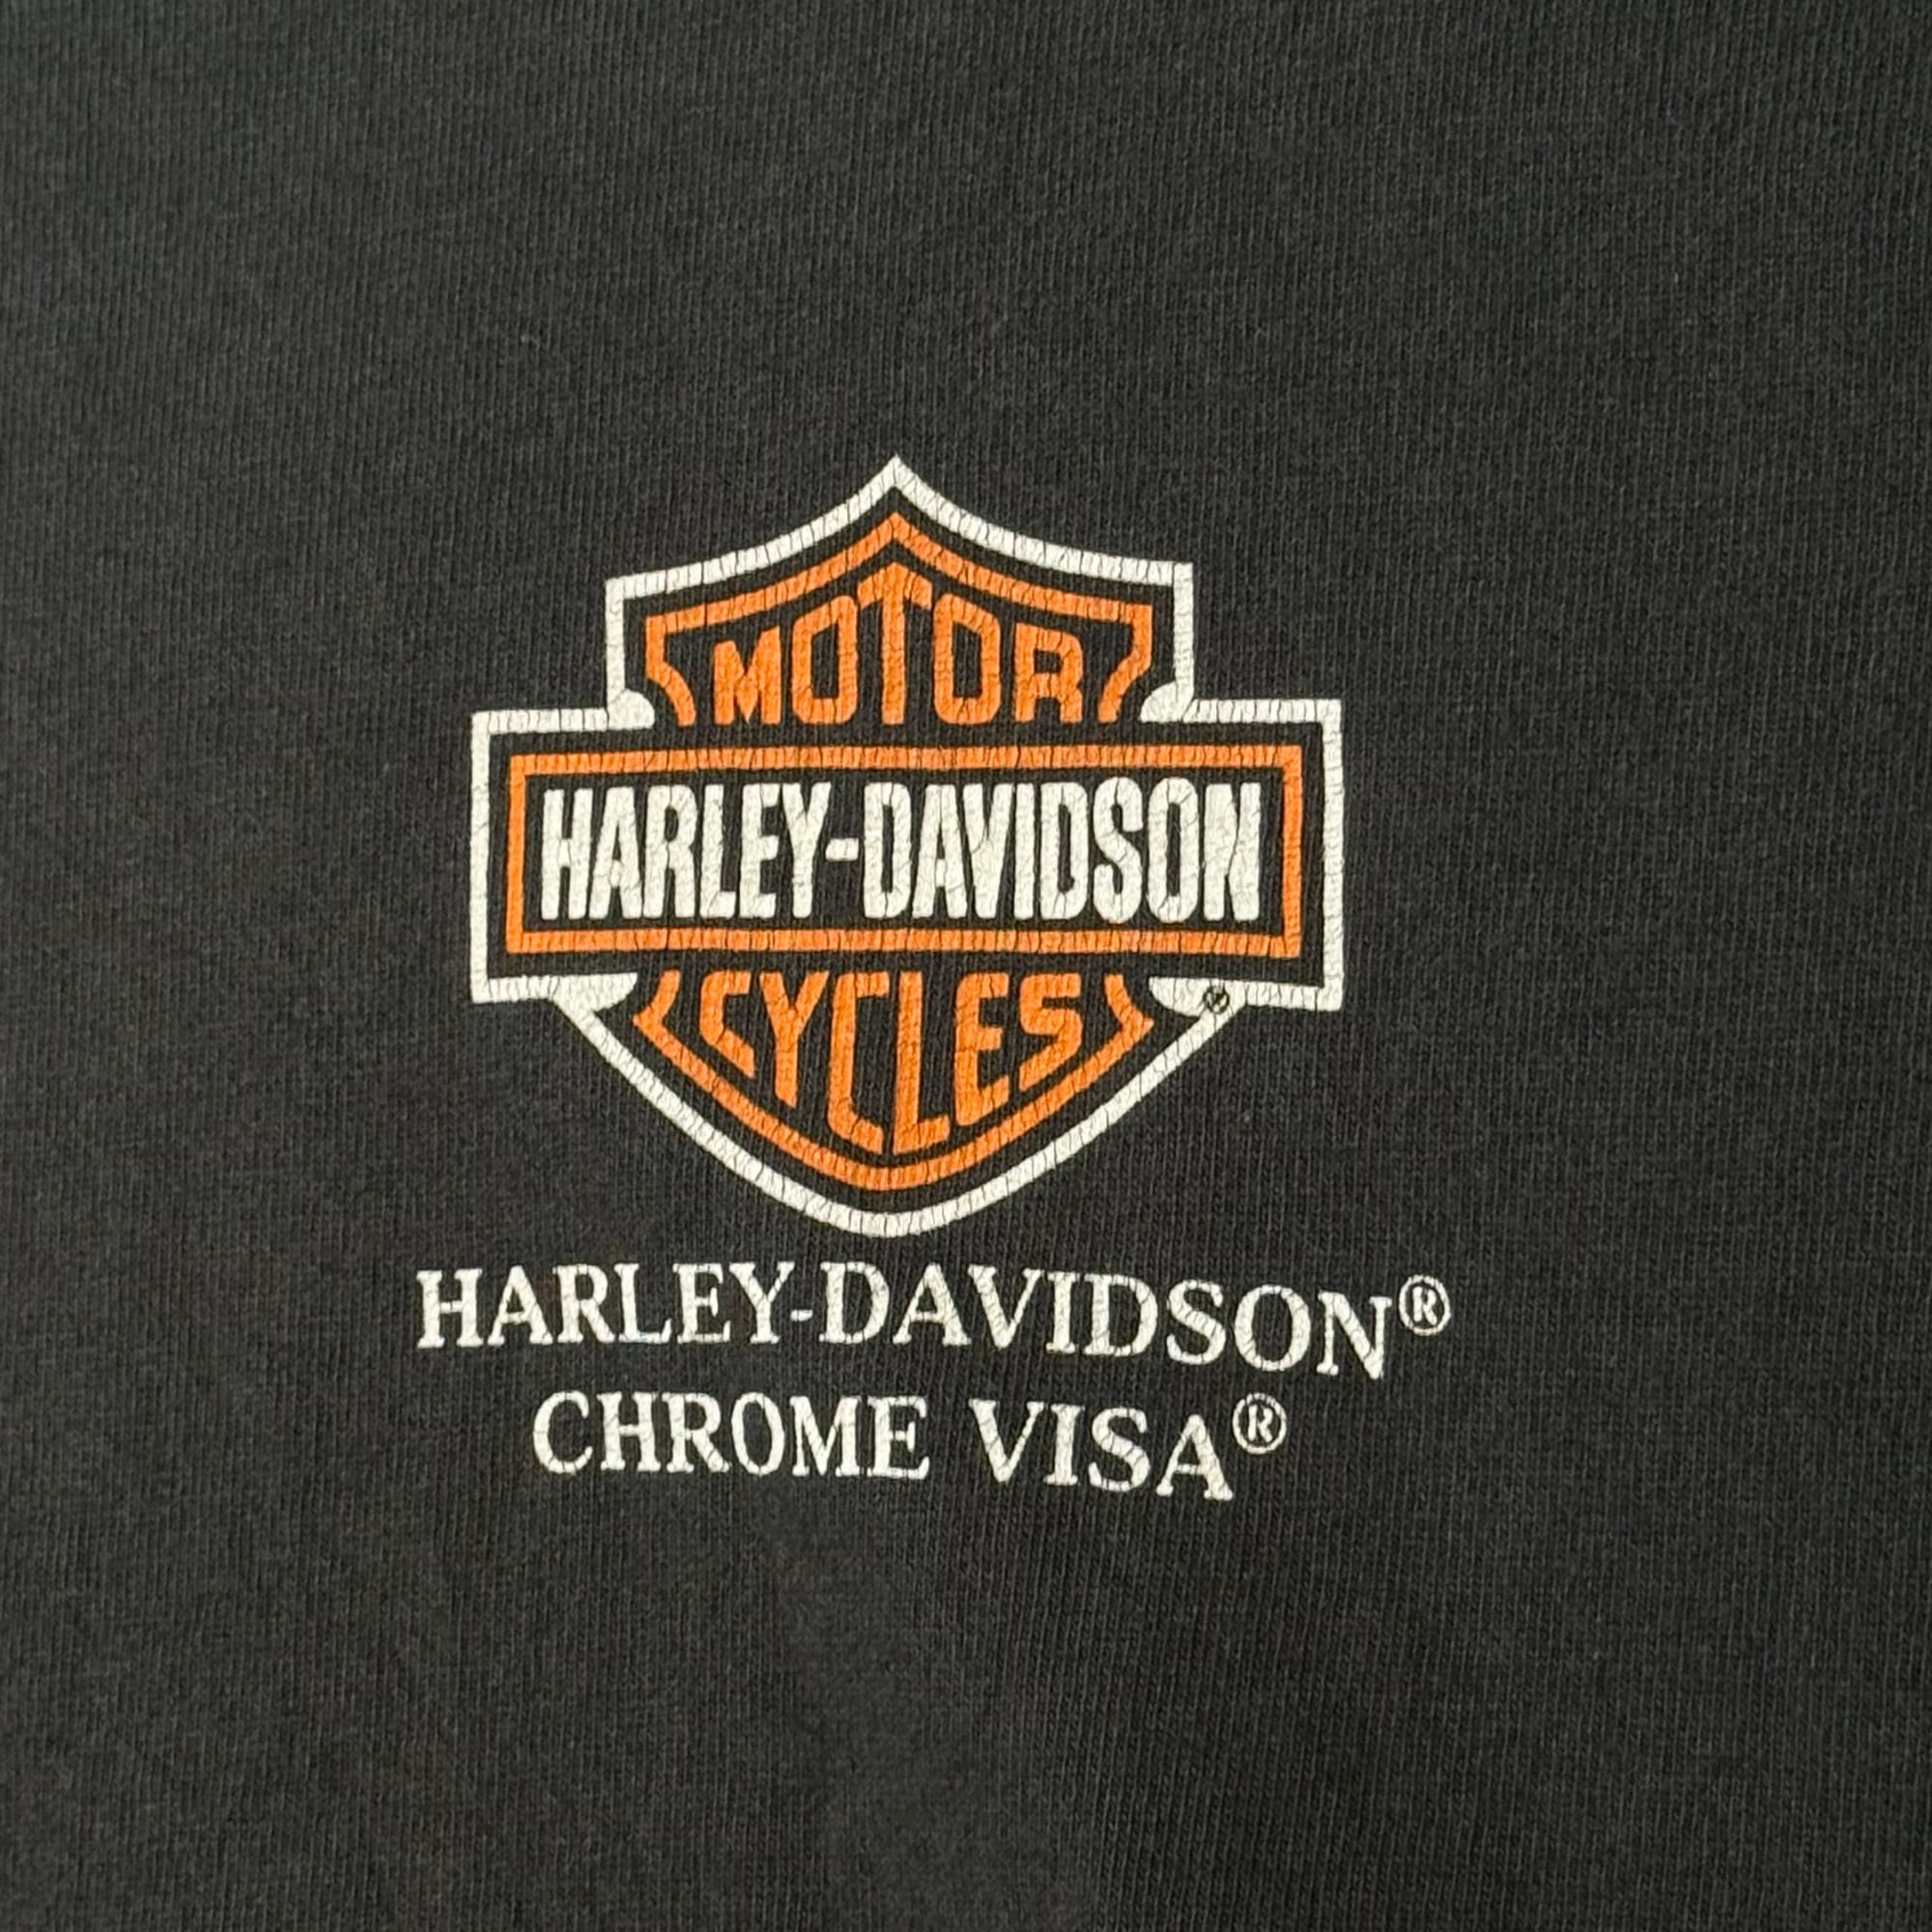 MOTOR
HARLEY-DAVIDSON
CYCLES
®
HARLEY-DAVIDSON®
CHROME VISA®